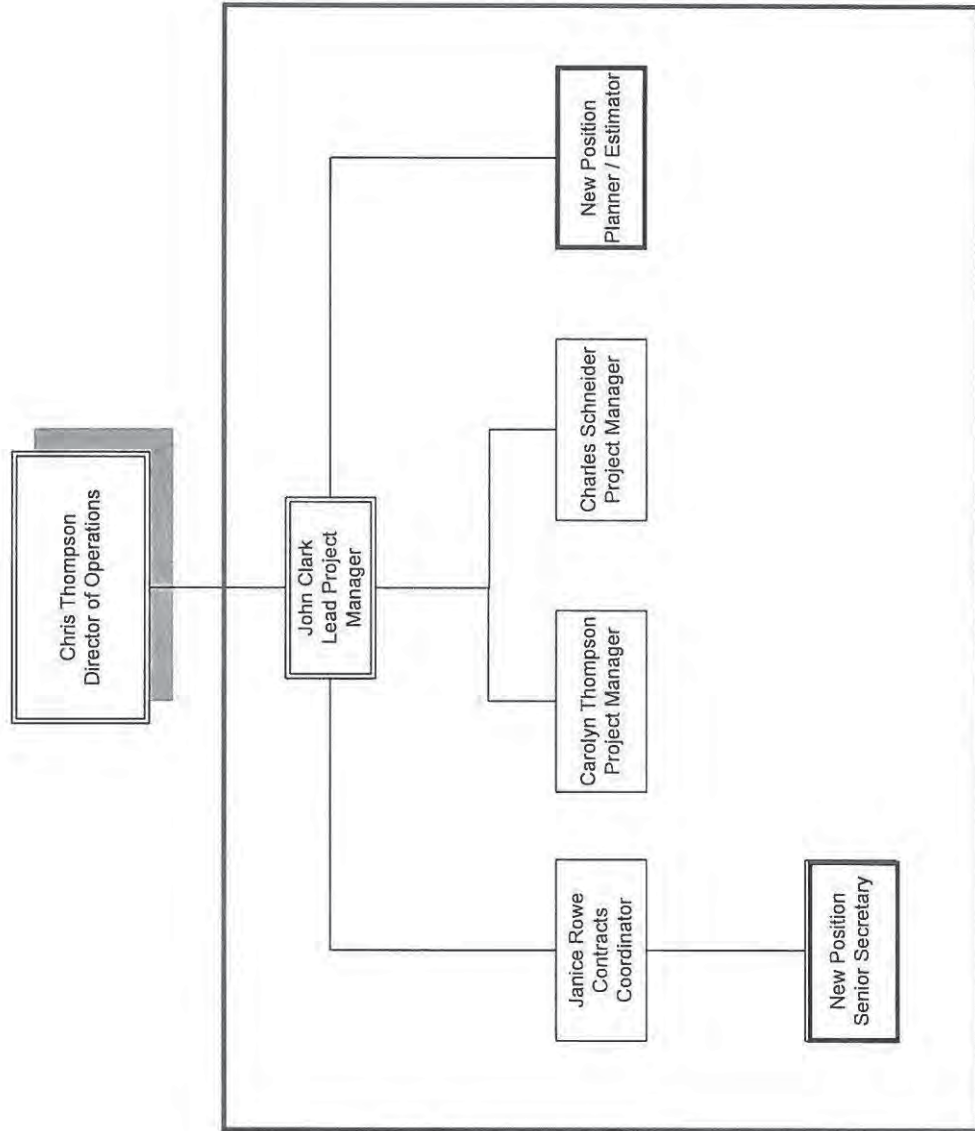 Chris Thompson
Director of Operations
John Clark
Lead Project
Manager
Janice Rowe
Contracts
Coordinator
Carolyn Thompson
Project Manager
Charles Schneider
Project Manager
New Position
Planner / Estimator
New Position
Senior Secretary